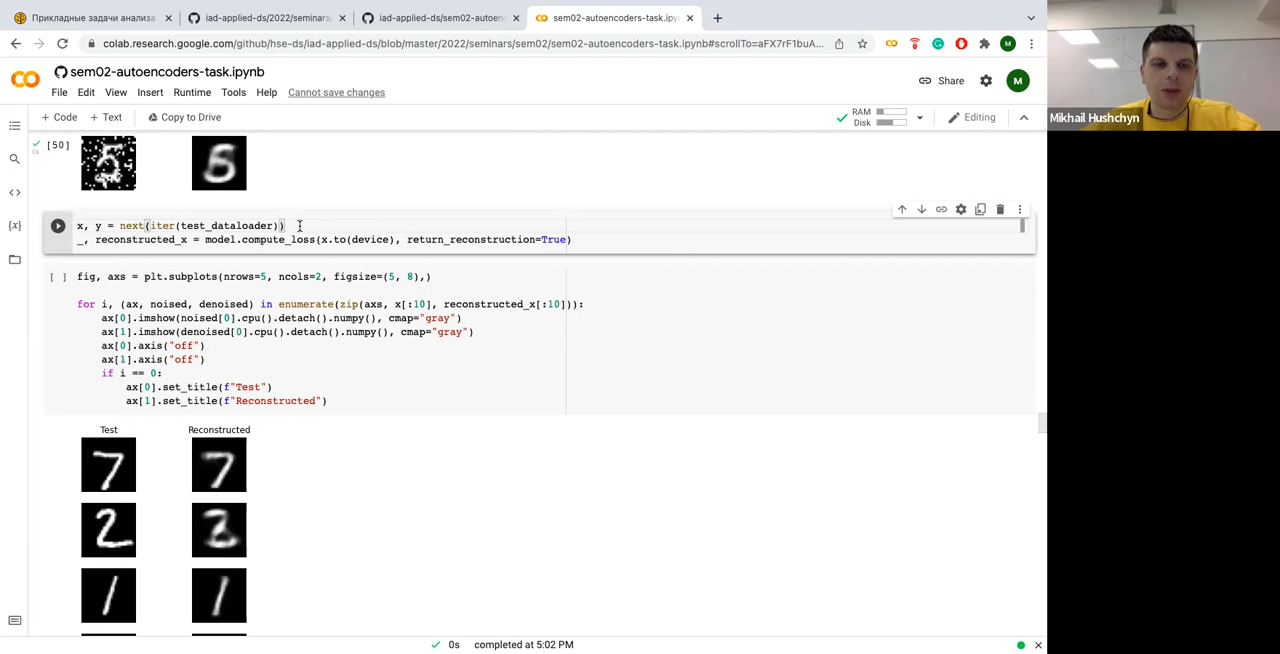 Прикладные задачи анализа
iad-applied-ds/2022/seminars
iad-applied-ds/sem02-autoen
sem02-autoencoders-task.ipy
colab.research.google.com/github/hse-ds/iad-applied-ds/blob/master/2022/seminars/sem02/sem02-autoencoders-task.ipynb#scrollTo=aFX7rF1buA...
M
sem02-autoencoders-task.ipynb
File Edit View Insert Runtime Tools Help Cannot save changes
Share
M
+ Code + Text Copy to Drive
RAM
Disk
Editing
[50]
x, y = next(iter(test_dataloader))
_, reconstructed_x = model.compute_loss(x.to(device), return_reconstruction=True)
[ ] fig, axs = plt.subplots(nrows=5, ncols=2, figsize=(5, 8),)
for i, (ax, noised, denoised) in enumerate(zip(axs, x[:10], reconstructed_x[:10])):
ax[0].imshow(noised[0].cpu().detach().numpy(), cmap="gray")
ax[1].imshow(denoised[0].cpu().detach().numpy(), cmap="gray")
ax[0].axis("off")
ax[1].axis("off")
if i == 0:
ax[0].set_title(f"Test")
ax[1].set_title(f"Reconstructed")
Test Reconstructed
7 7
2
1 1
0s completed at 5:02 PM
Mikhail Hushchyn